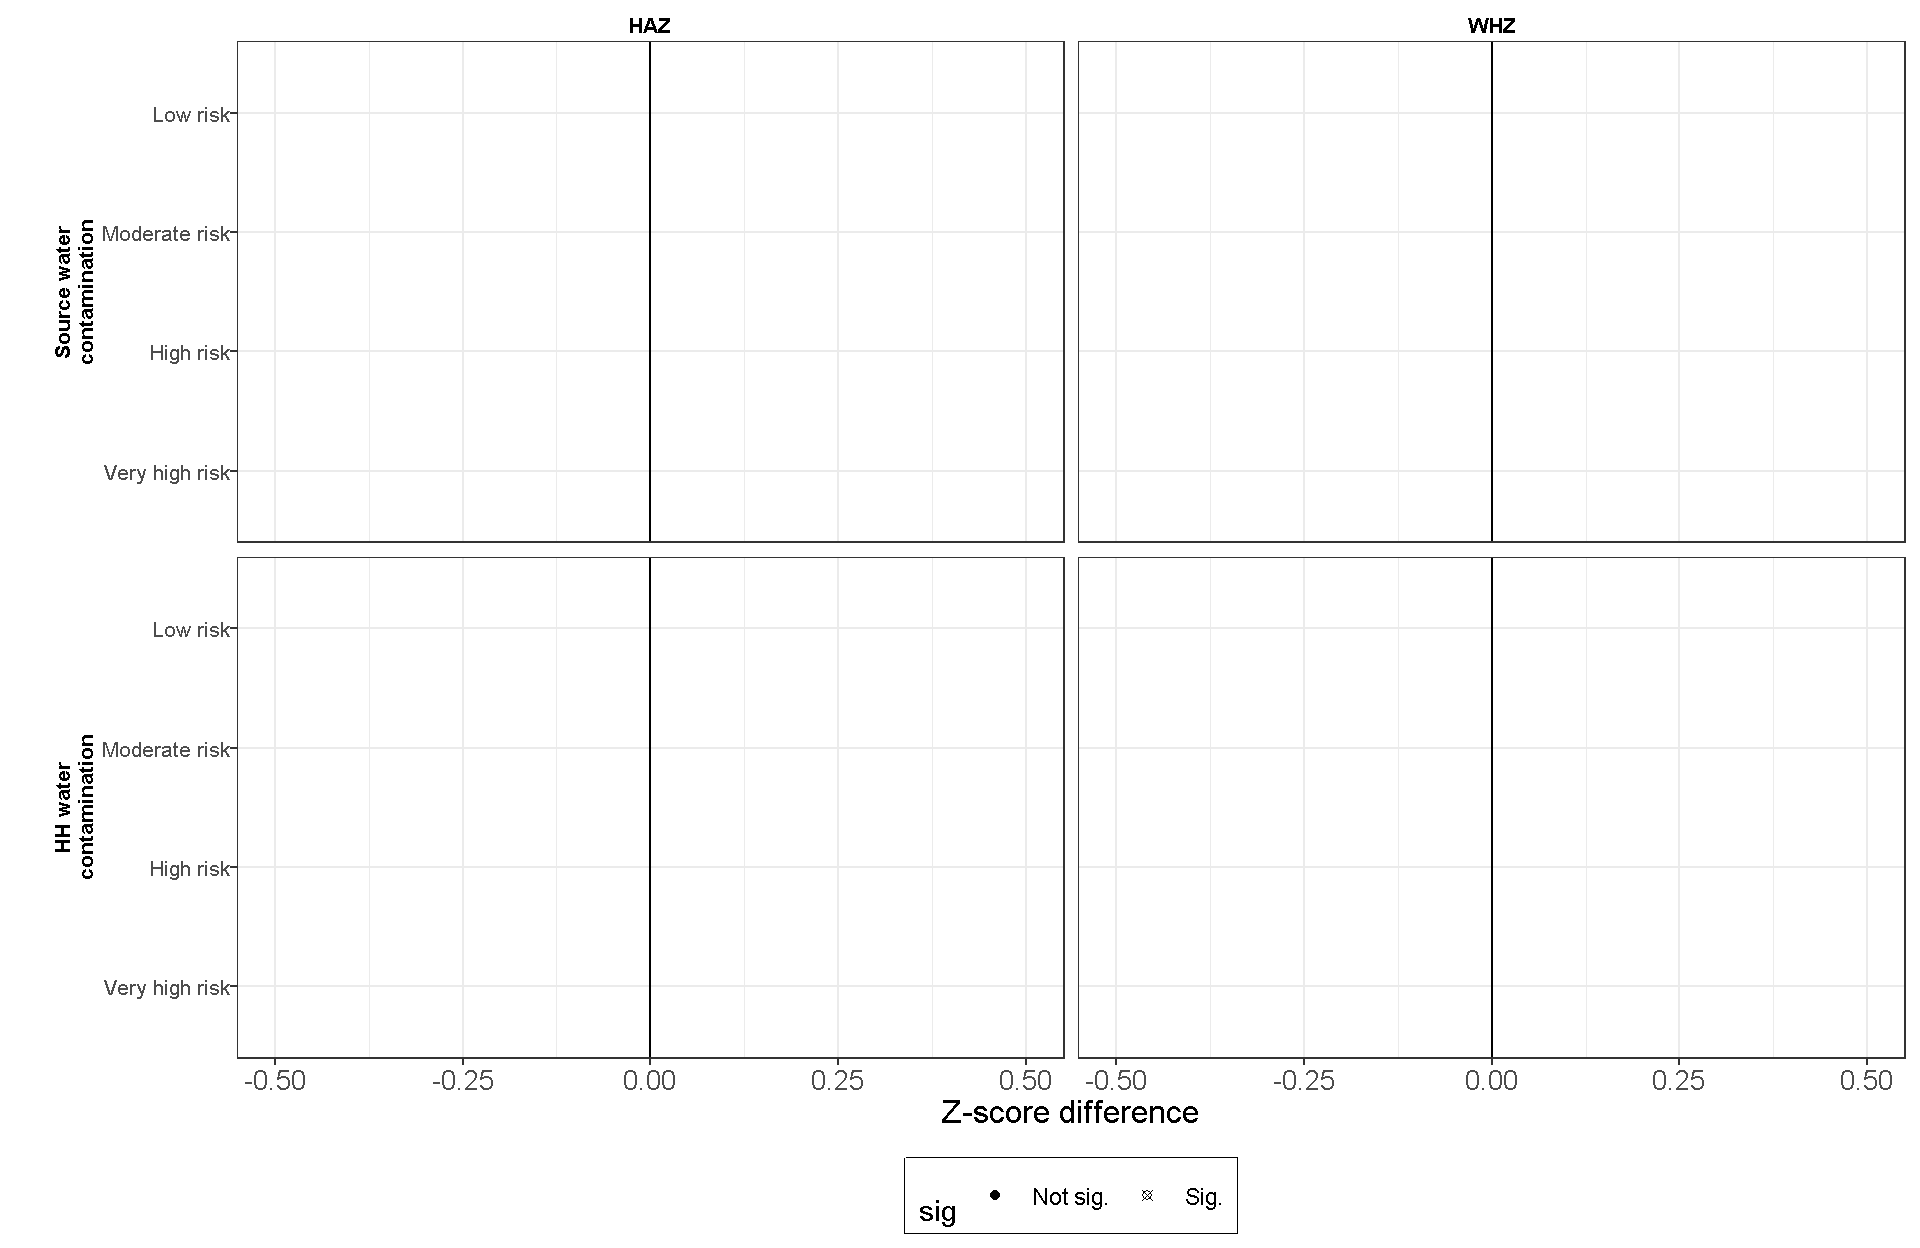 HAZ
WHZ
Source water
contamination
Low risk
Moderate risk
High risk
Very high risk
HH water
contamination
Low risk
Moderate risk
High risk
Very high risk
-0.50 -0.25 0.00 0.25 0.50
-0.50 -0.25 0.00 0.25 0.50
Z-score difference
sig Not sig. Sig.